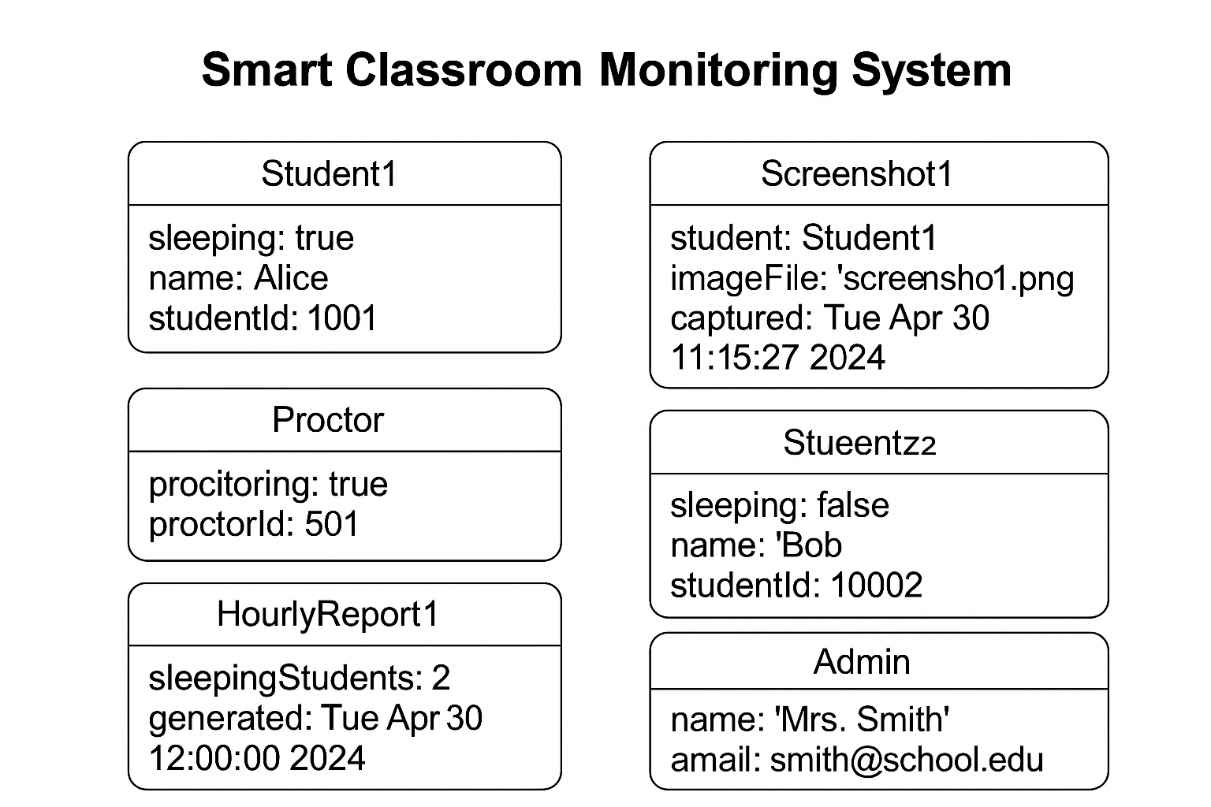 Smart Classroom Monitoring System
Student1
sleeping: true
name: Alice
studentId: 1001
Screenshot1
student: Student1
imageFile: 'screensho1.png
captured: Tue Apr 30
11:15:27 2024
Proctor
procitoring: true
proctorId: 501
Stueentz2
sleeping: false
name: 'Bob
studentId: 10002
HourlyReport1
sleepingStudents: 2
generated: Tue Apr 30
12:00:00 2024
Admin
name: 'Mrs. Smith'
amail: smith@school.edu